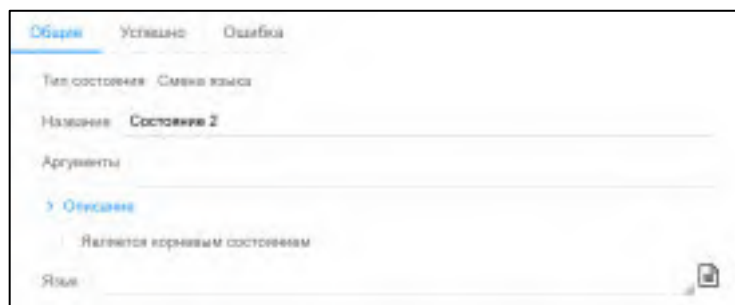 Общие Успешно Ошибка
Тип состояния Смена языка
Название Состояние 2
Аргументы
> Описание
Является корневым состоянием
Язык